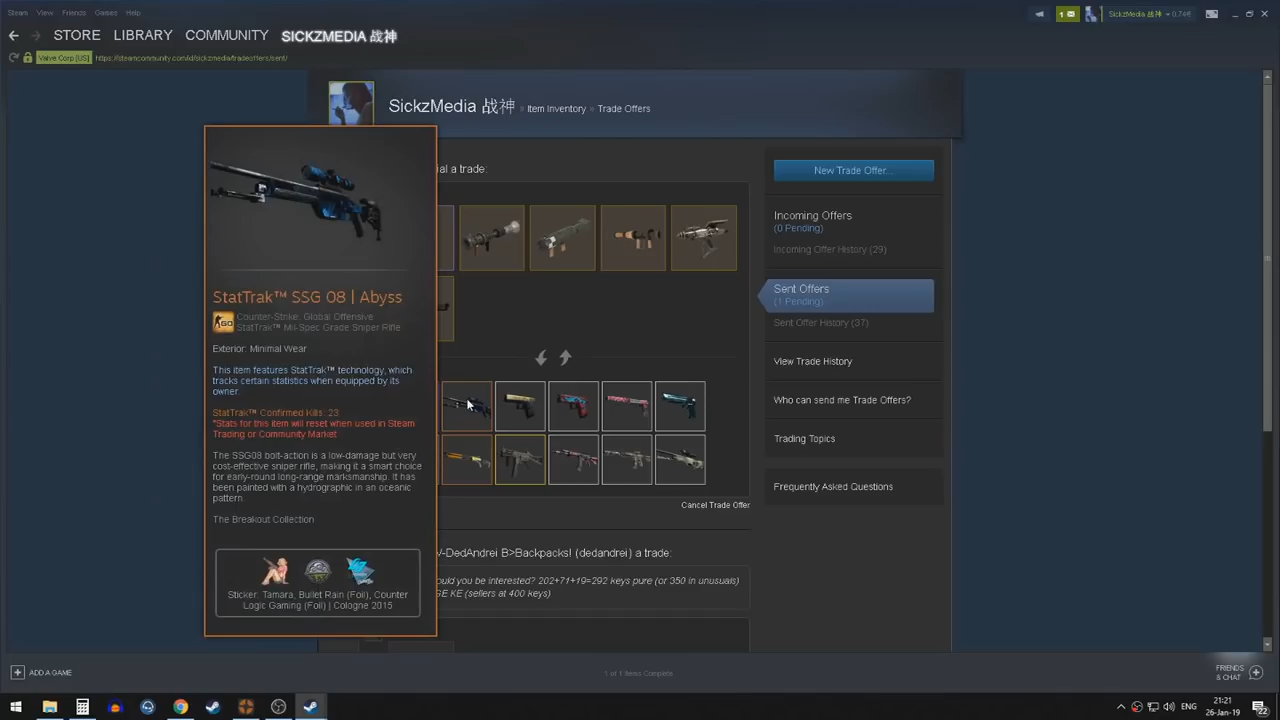 Steam View Friends Games Help
1 SickzMedia 战神 0.74€
STORE LIBRARY COMMUNITY SICKZMEDIA 战神
Valve Corp [US] https://steamcommunity.com/id/sickzmedia/tradeoffers/sent/
SickzMedia 战神 » Item Inventory » Trade Offers
ial a trade:
New Trade Offer...
Incoming Offers
(0 Pending)
Incoming Offer History (29)
Sent Offers
(1 Pending)
Sent Offer History (37)
View Trade History
Who can send me Trade Offers?
Trading Topics
Frequently Asked Questions
StatTrak™ SSG 08 | Abyss
GO
Counter-Strike: Global Offensive
StatTrak™ Mil-Spec Grade Sniper Rifle
Exterior: Minimal Wear
This item features StatTrak™ technology, which
tracks certain statistics when equipped by its
owner.
StatTrak™ Confirmed Kills: 23
*Stats for this item will reset when used in Steam
Trading or Community Market
The SSG08 bolt-action is a low-damage but very
cost-effective sniper rifle, making it a smart choice
for early-round long-range marksmanship. It has
been painted with a hydrographic in an oceanic
pattern.
The Breakout Collection
Sticker: Tamara, Bullet Rain (Foil), Counter
Logic Gaming (Foil) | Cologne 2015
Cancel Trade Offer
V-DedAndrei B>Backpacks! (dedandrei) a trade:
ould you be interested? 202+71+19=292 keys pure (or 350 in unusuals)
GE KE (sellers at 400 keys)
ADD A GAME
1 of 1 Items Complete
FRIENDS
& CHAT
ENG
21:21
26-Jan-19
22